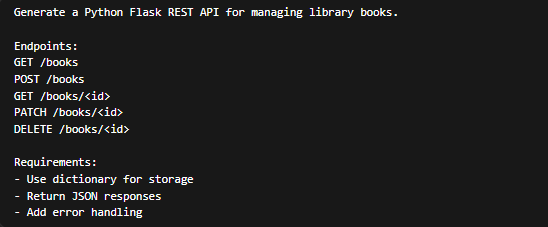 Generate a Python Flask REST API for managing library books.

Endpoints:
GET /books
POST /books
GET /books/<id>
PATCH /books/<id>
DELETE /books/<id>

Requirements:
- Use dictionary for storage
- Return JSON responses
- Add error handling